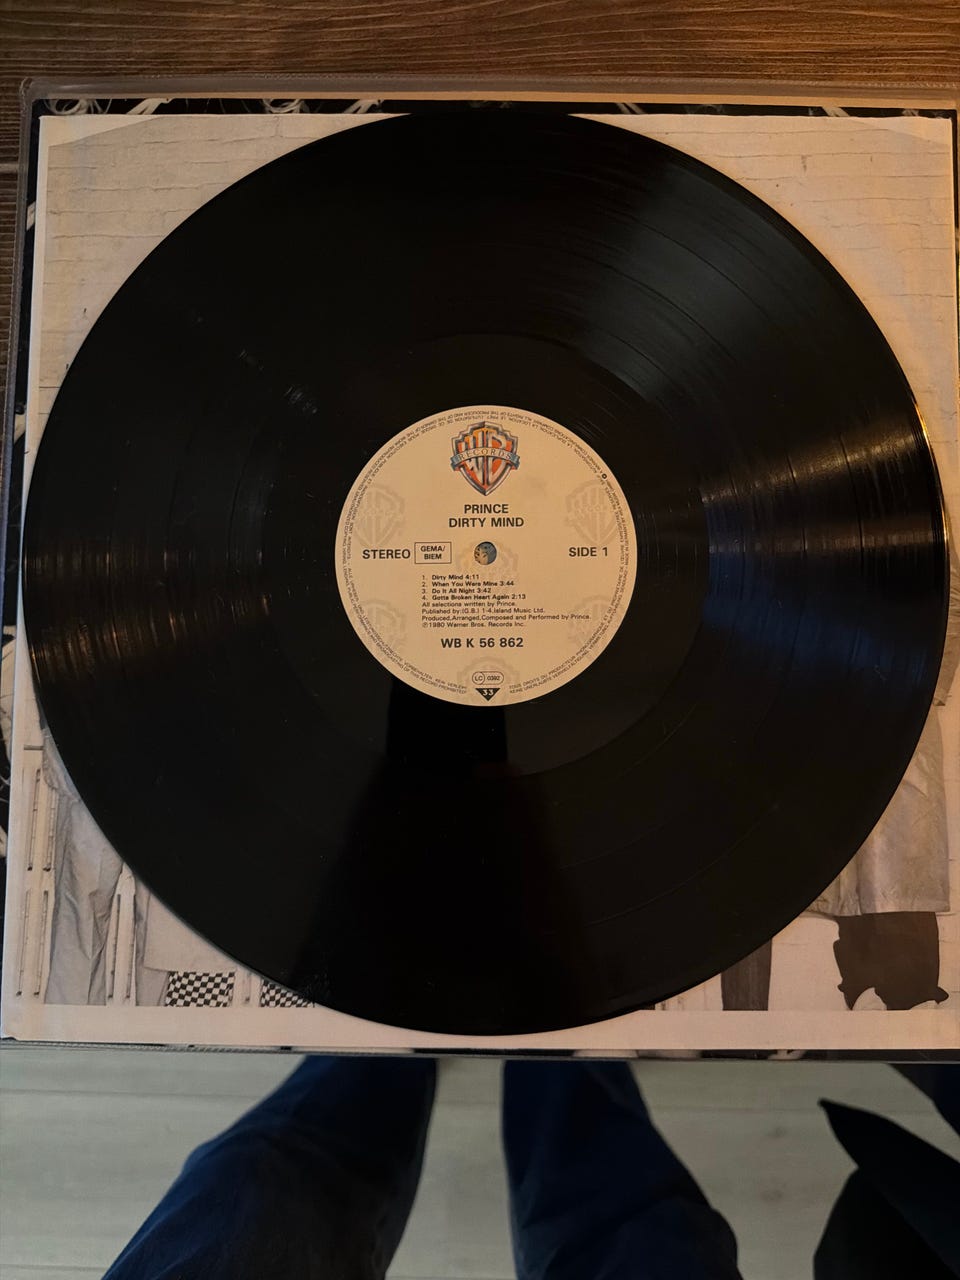 RECORDS
PRINCE
DIRTY MIND
STEREO
GEMA/
BIEM
SIDE 1
1. Dirty Mind 4:11
2. When You Were Mine 3:44
3. Do It All Night 3:42
4. Gotta Broken Heart Again 2:13
All selections written by Prince.
Published by:(G.B.) 1-4.Island Music Ltd.
Produced,Arranged,Composed and Performed by Prince.
℗1980 Warner Bros. Records Inc.
WB K 56 862
LC 0392
33